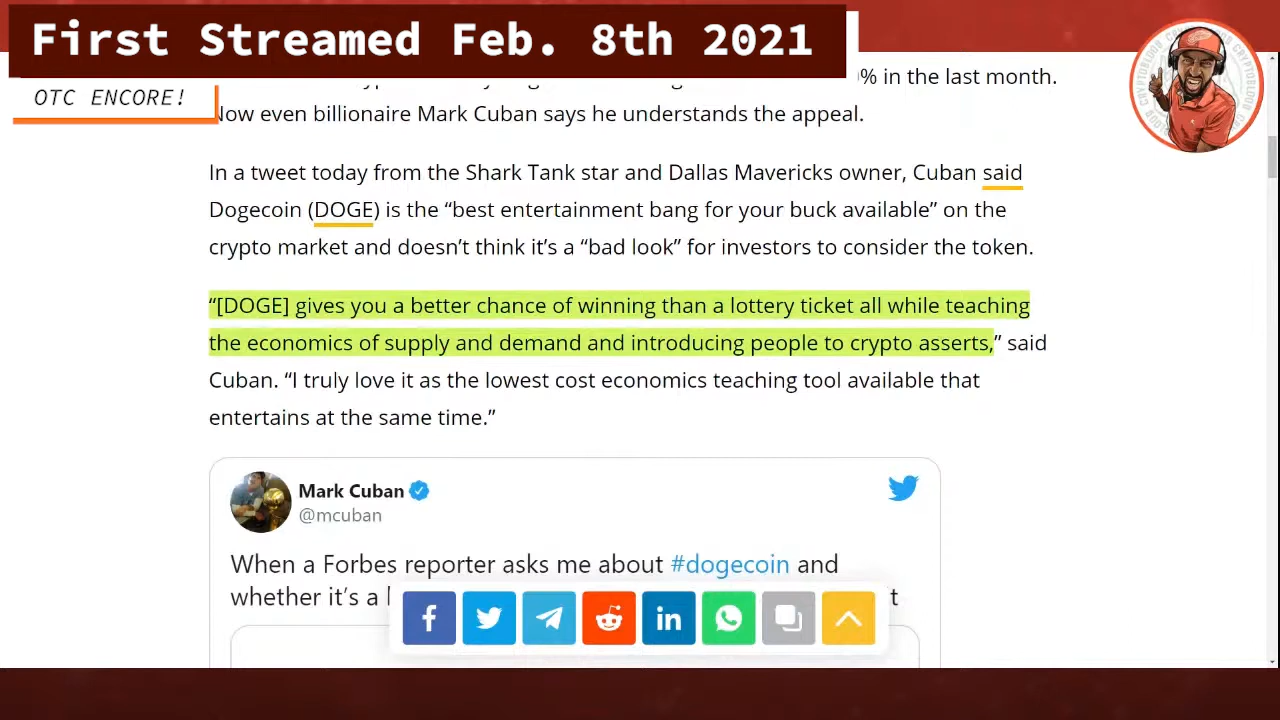 First Streamed Feb. 8th 2021
OTC ENCORE!
% in the last month.
Now even billionaire Mark Cuban says he understands the appeal.
In a tweet today from the Shark Tank star and Dallas Mavericks owner, Cuban said
Dogecoin (DOGE) is the “best entertainment bang for your buck available” on the
crypto market and doesn’t think it’s a “bad look” for investors to consider the token.
“[DOGE] gives you a better chance of winning than a lottery ticket all while teaching
the economics of supply and demand and introducing people to crypto asserts,” said
Cuban. “I truly love it as the lowest cost economics teaching tool available that
entertains at the same time.”
Mark Cuban
@mcuban
When a Forbes reporter asks me about #dogecoin and
whether it’s a